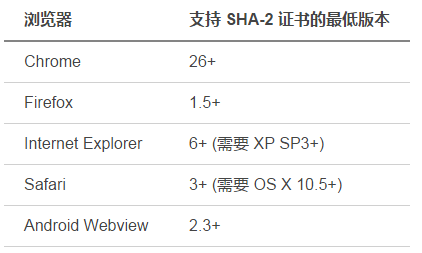 浏览器 支持 SHA-2 证书的最低版本
Chrome 26+
Firefox 1.5+
Internet Explorer 6+ (需要 XP SP3+)
Safari 3+ (需要 OS X 10.5+)
Android Webview 2.3+